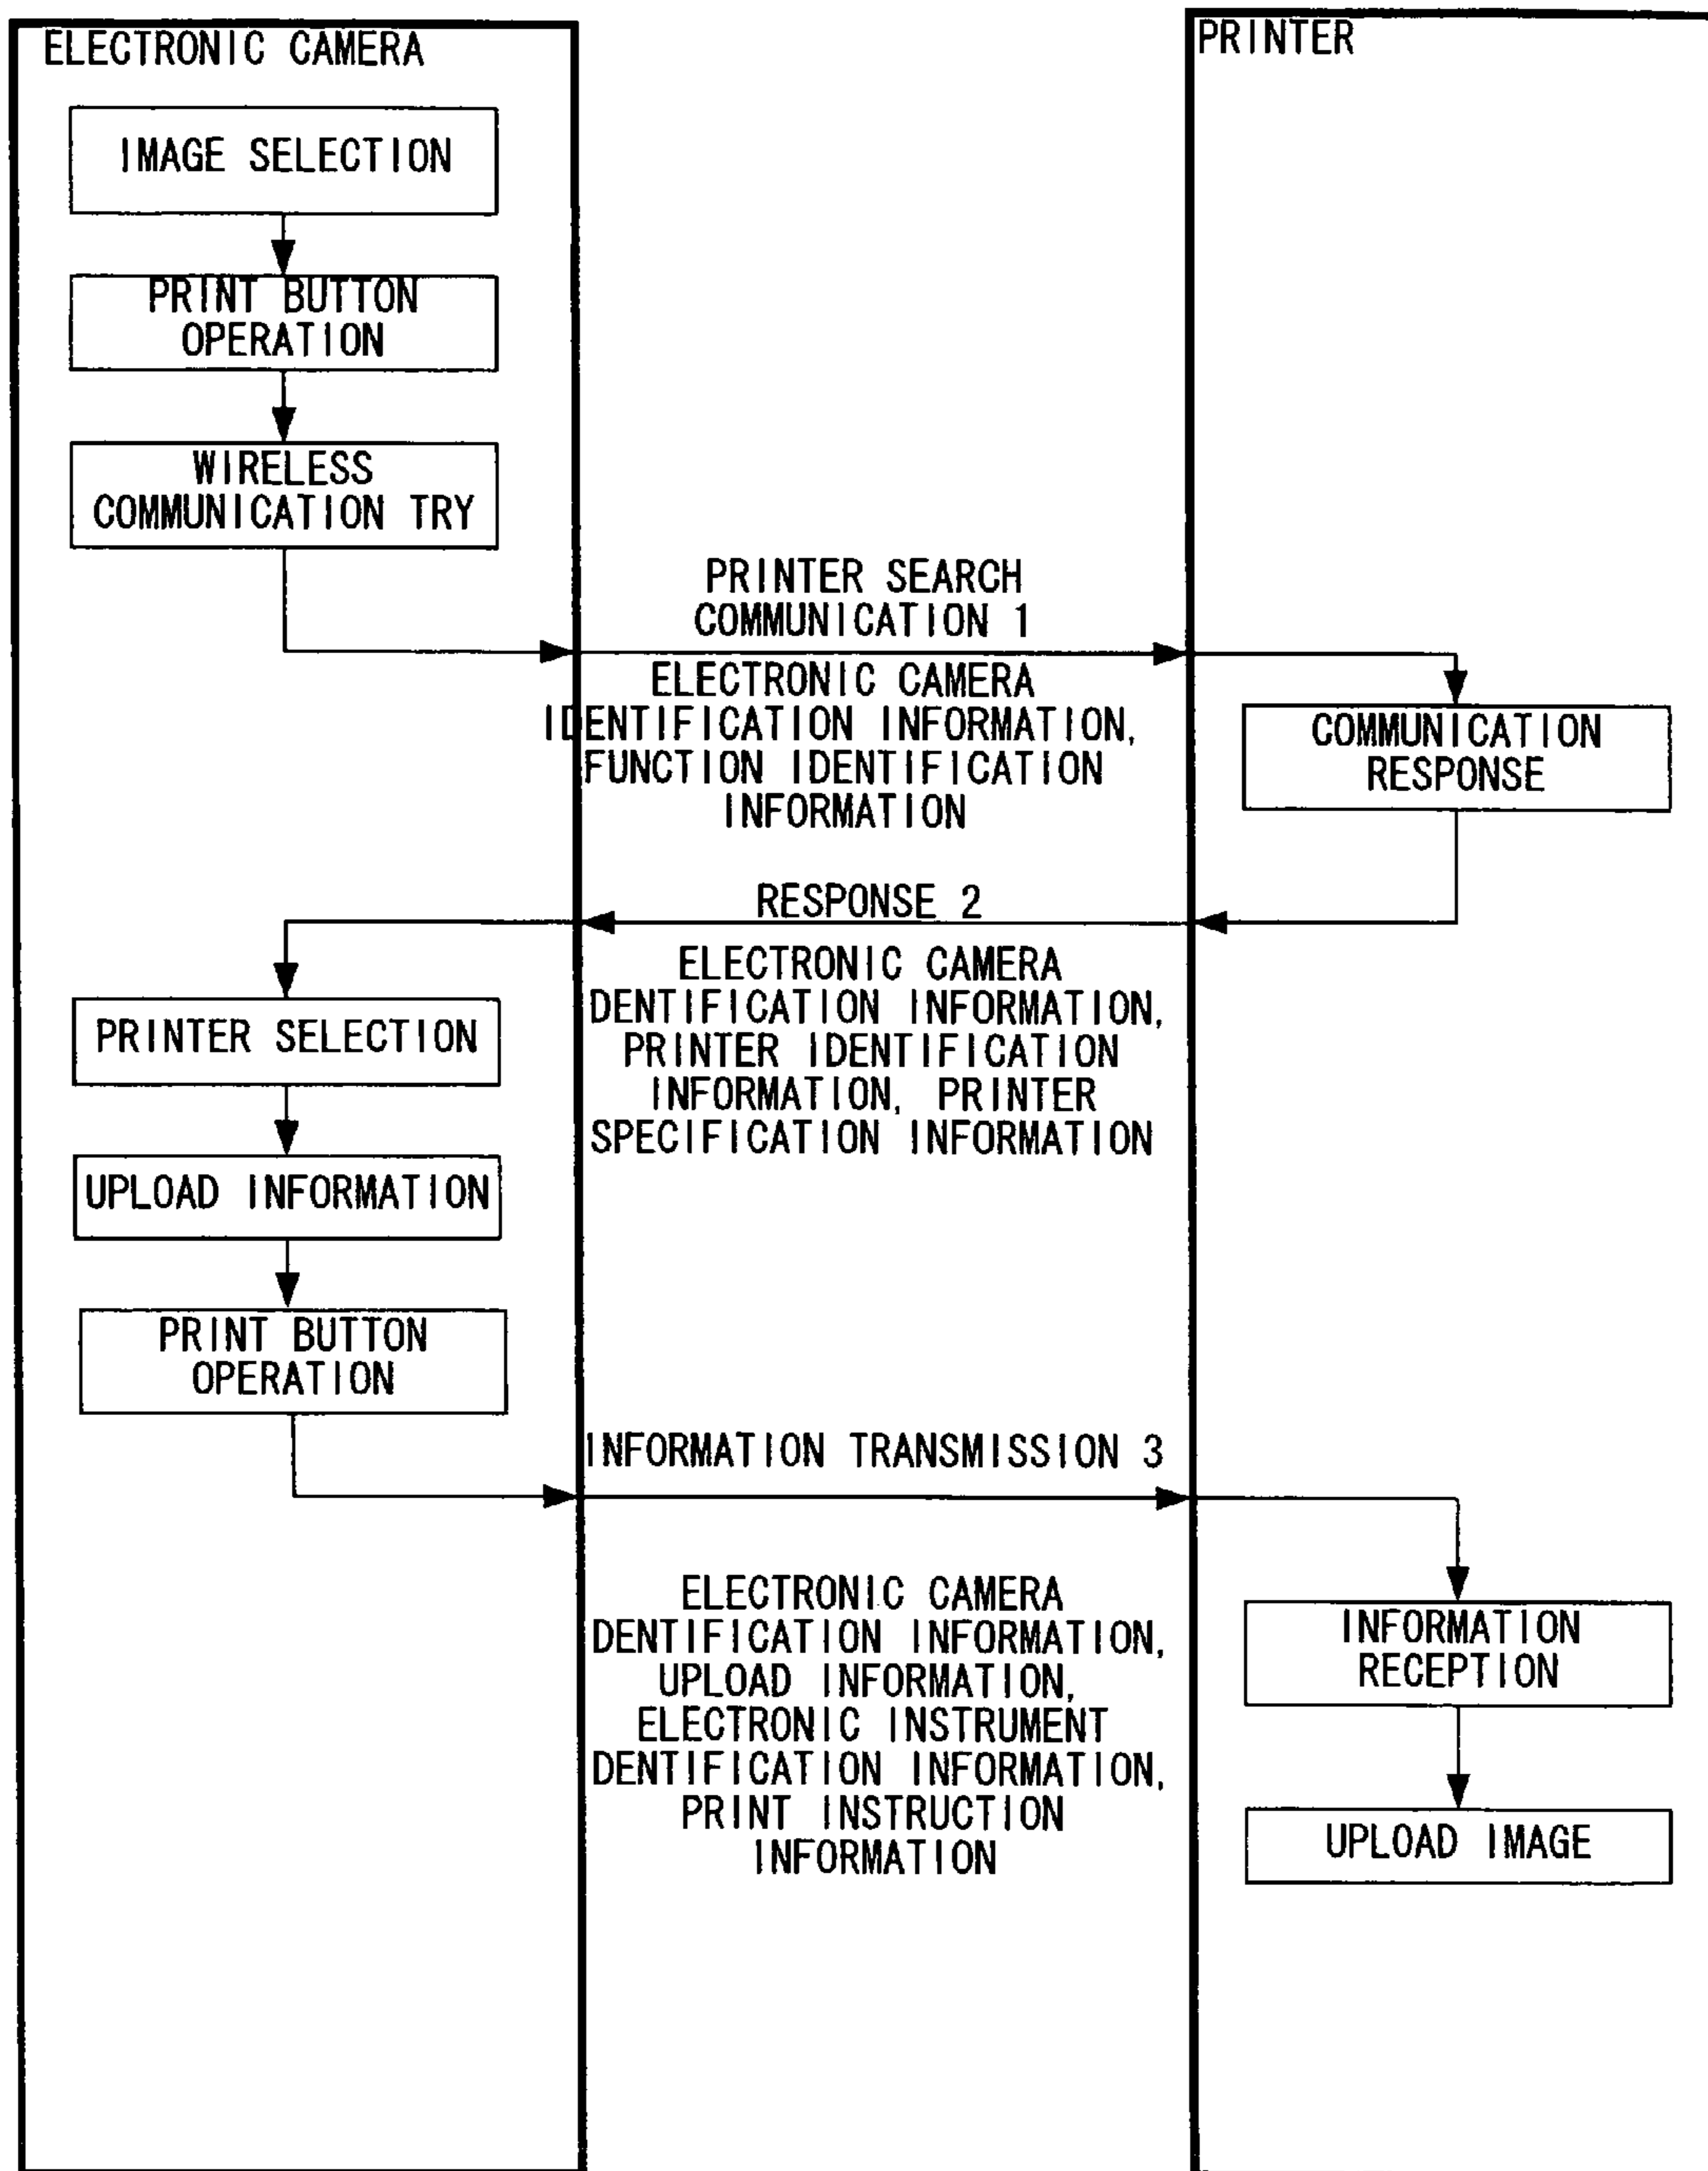 ELECTRONIC CAMERA
PRINTER
IMAGE SELECTION
PRINT BUTTON
OPERATION
WIRELESS
COMMUNICATION TRY
PRINTER SEARCH
COMMUNICATION 1
ELECTRONIC CAMERA
IDENTIFICATION INFORMATION,
FUNCTION IDENTIFICATION
INFORMATION
COMMUNICATION
RESPONSE
RESPONSE 2
ELECTRONIC CAMERA
DENTIFICATION INFORMATION,
PRINTER IDENTIFICATION
INFORMATION, PRINTER
SPECIFICATION INFORMATION
PRINTER SELECTION
UPLOAD INFORMATION
PRINT BUTTON
OPERATION
INFORMATION TRANSMISSION 3
ELECTRONIC CAMERA
DENTIFICATION INFORMATION,
UPLOAD INFORMATION,
ELECTRONIC INSTRUMENT
DENTIFICATION INFORMATION,
PRINT INSTRUCTION
INFORMATION
INFORMATION
RECEPTION
UPLOAD IMAGE